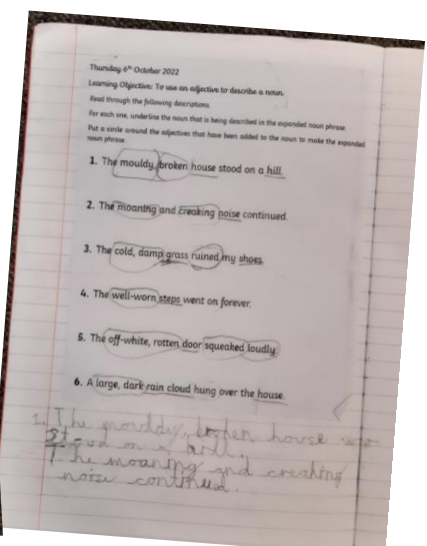 Thursday 6th October 2022
Learning Objective: To use an adjective to describe a noun.
Read through the following descriptions.
For each one, underline the noun that is being described in the expanded noun phrase
Put a circle around the adjectives that have been added to the noun to make the expanded
noun phrase.
1. The mouldy, broken house stood on a hill.
2. The moaning and creaking noise continued.
3. The cold, damp grass ruined my shoes.
4. The well-worn steps went on forever.
5. The off-white, rotten door squeaked loudly.
6. A large, dark rain cloud hung over the house.
1. The mouldy, broken house
stood on a hill.
The moaning and creaking
noise continued.